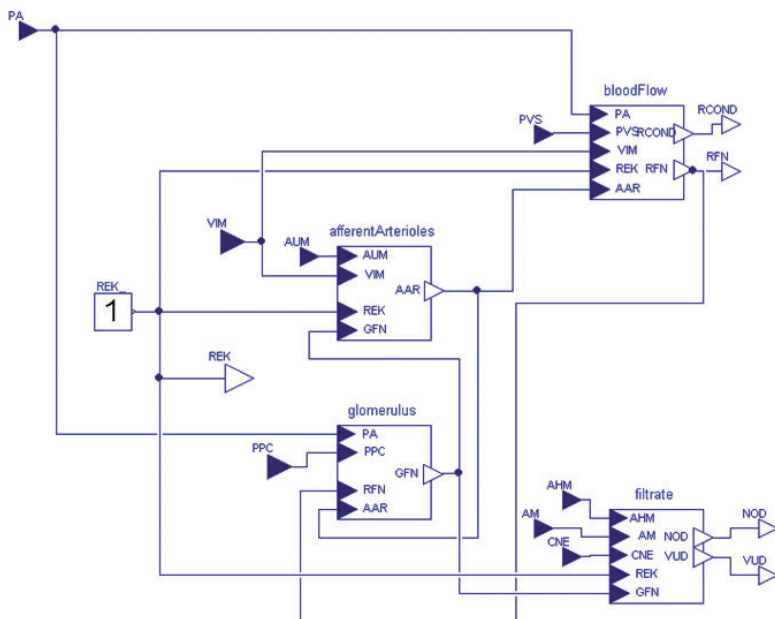 PA
bloodFlow
PA
RCOND
PVS
PVS
RCOND
VIM
RFN
REK
RFN
AAR
VIM
afferentArterioles
AUM
AUM
VIM
AAR
REK_
1
REK
GFN
REK
glomerulus
PA
PPC
PPC
GFN
RFN
AAR
AHM
filtrate
AHM
NOD
AM
AM
NOD
CNE
CNE
VUD
VUD
REK
GFN